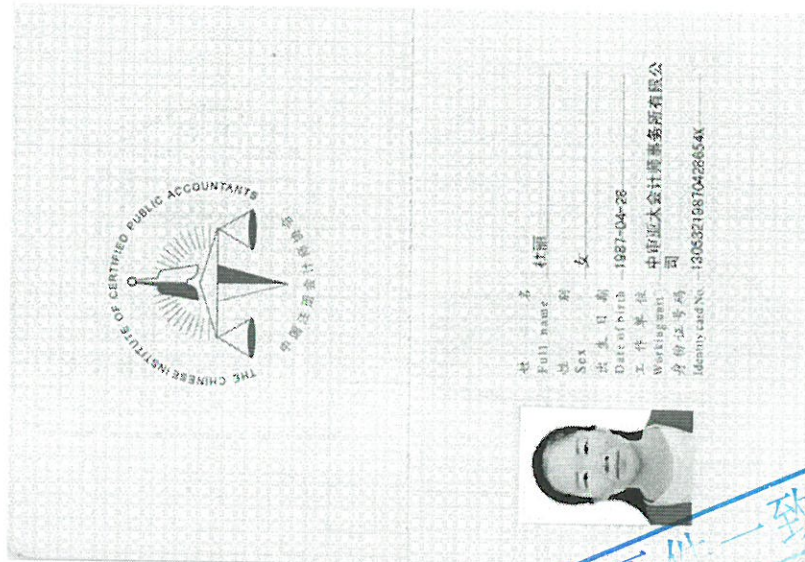 THE CHINESE INSTITUTE OF CERTIFIED PUBLIC ACCOUNTANTS
中国注册会计师协会
姓 名
Full name 杜丽
性 别
Sex 女
出 生 日 期
Date of birth 1987-04-28
工 作 单 位
Working unit 中审亚太会计师事务所有限公
司
身份证号码
Identity card No. 13053219870428654X
件一致